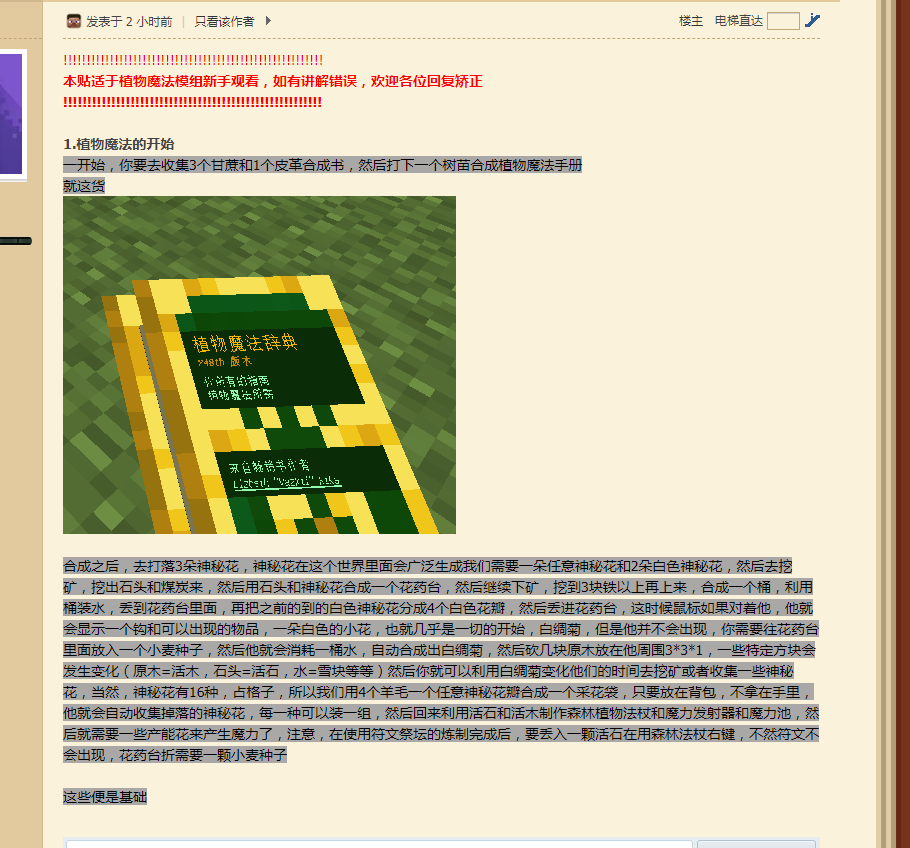 发表于 2 小时前 | 只看该作者
楼主 电梯直达
!!!!!!!!!!!!!!!!!!!!!!!!!!!!!!!!!!!!!!!!!!!!!!!!!!!!!!!
本贴适于植物魔法模组新手观看，如有讲解错误，欢迎各位回复矫正
!!!!!!!!!!!!!!!!!!!!!!!!!!!!!!!!!!!!!!!!!!!!!!!!!!!!!!!
1.植物魔法的开始
一开始，你要去收集3个甘蔗和1个皮革合成书，然后打下一个树苗合成植物魔法手册
就这货
植物魔法辞典
版本
你所有的指南
植物魔法所需
来自畅销书作者
合成之后，去打落3朵神秘花，神秘花在这个世界里面会广泛生成我们需要一朵任意神秘花和2朵白色神秘花，然后去挖
矿，挖出石头和煤炭来，然后用石头和神秘花合成一个花药台，然后继续下矿，挖到3块铁以上再上来，合成一个桶，利用
桶装水，丢到花药台里面，再把之前的到的白色神秘花分成4个白色花瓣，然后丢进花药台，这时候鼠标如果对着他，他就
会显示一个钩和可以出现的物品，一朵白色的小花，也就几乎是一切的开始，白绸菊，但是他并不会出现，你需要往花药台
里面放入一个小麦种子，然后他就会消耗一桶水，自动合成出白绸菊，然后砍几块原木放在他周围3*3*1，一些特定方块会
发生变化（原木=活木，石头=活石，水=雪块等等）然后你就可以利用白绸菊变化他们的时间去挖矿或者收集一些神秘
花，当然，神秘花有16种，占格子，所以我们用4个羊毛一个任意神秘花瓣合成一个采花袋，只要放在背包，不拿在手里，
他就会自动收集掉落的神秘花，每一种可以装一组，然后回来利用活石和活木制作森林植物法杖和魔力发射器和魔力池，然
后就需要一些产能花来产生魔力了，注意，在使用符文祭坛的炼制完成后，要丢入一颗活石在用森林法杖右键，不然符文不
会出现，花药台折需要一颗小麦种子
这些便是基础